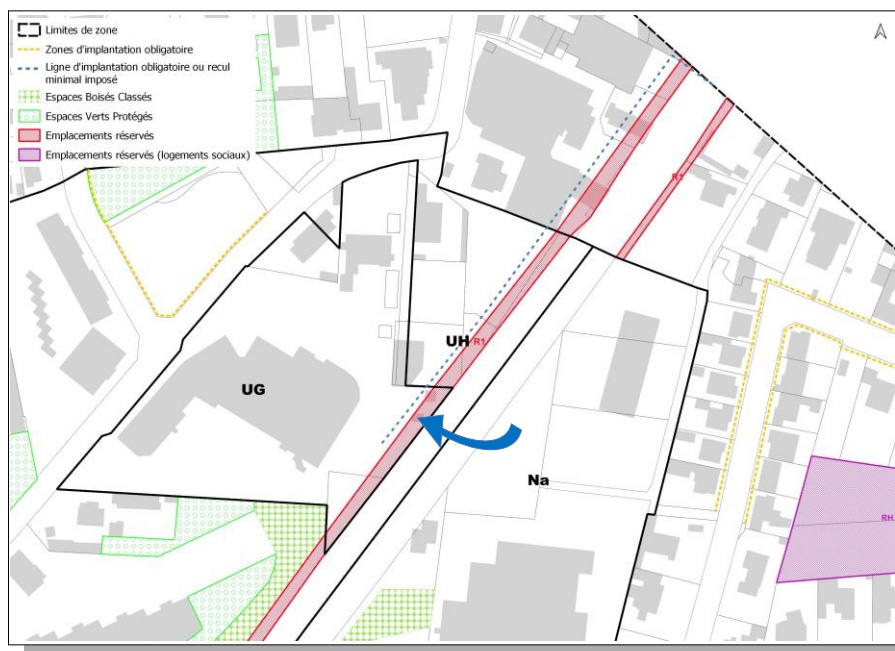 Limites de zone
Zones d'implantation obligatoire
Ligne d'implantation obligatoire ou recul
minimal imposé
Espaces Boisés Classés
Espaces Verts Protégés
Emplacements réservés
Emplacements réservés (logements sociaux)
R1
UH R1
UG
Na
RH